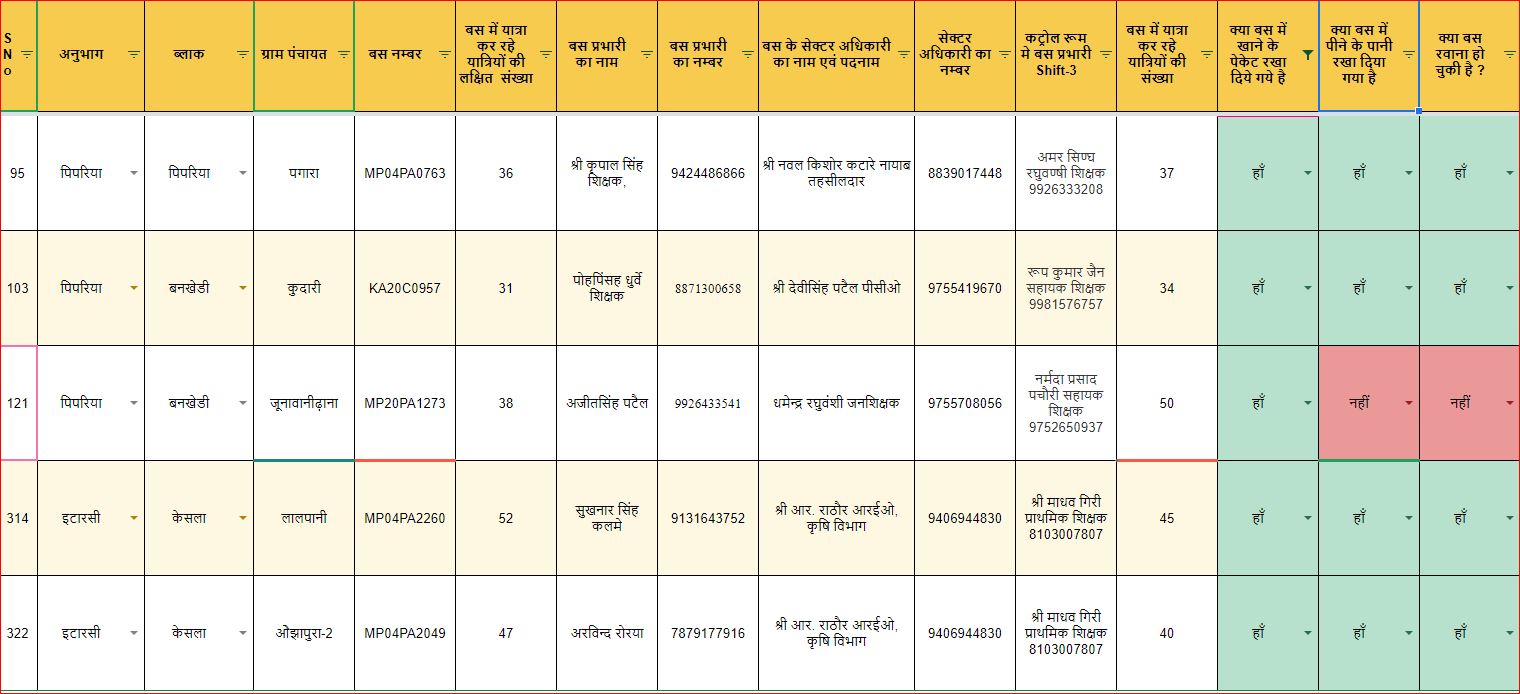 S
N
o
अनुभाग
ब्लाक
ग्राम पंचायत
बस नम्बर
बस में यात्रा
कर रहे
यात्रियों की
लक्षित संख्या
बस प्रभारी
का नाम
बस प्रभारी
का नम्बर
बस के सेक्टर अधिकारी
का नाम एवं पदनाम
सेक्टर
अधिकारी का
नम्बर
कट्रोल रूम
मे बस प्रभारी
Shift-3
बस में यात्रा
कर रहे
यात्रियों की
संख्या
क्या बस में
खाने के
पेकेट रखा
दिये गये है
क्या बस में
पीने के पानी
रखा दिया
गया है
क्या बस
रवाना हो
चुकी है ?
95
पिपरिया
पिपरिया
पगारा
MP04PA0763
36
श्री कृपाल सिंह
शिक्षक,
9424486866
श्री नवल किशोर कटारे नायाब
तहसीलदार
8839017448
अमर सिण्घ
रघुवण्षी शिक्षक
9926333208
37
हाँ
हाँ
हाँ
103
पिपरिया
बनखेडी
कुदारी
KA20C0957
31
पोहपिंसह धुर्वे
शिक्षक
8871300658
श्री देवीसिंह पटैल पीसीओ
9755419670
रूप कुमार जैन
सहायक शिक्षक
9981576757
34
हाँ
हाँ
हाँ
121
पिपरिया
बनखेडी
जूनावानीढ़ाना
MP20PA1273
38
अजीतसिंह पटैल
9926433541
धमेन्द्र रघुवंशी जनशिक्षक
9755708056
नर्मदा प्रसाद
पचौरी सहायक
शिक्षक
9752650937
50
हाँ
नहीं
नहीं
314
इटारसी
केसला
लालपानी
MP04PA2260
52
सुखनार सिंह
कलमे
9131643752
श्री आर. राठौर आरईओ,
कृषि विभाग
9406944830
श्री माधव गिरी
प्राथमिक शिक्षक
8103007807
45
हाँ
हाँ
हाँ
322
इटारसी
केसला
ओझापुरा-2
MP04PA2049
47
अरविन्द रोरया
7879177916
श्री आर. राठौर आरईओ,
कृषि विभाग
9406944830
श्री माधव गिरी
प्राथमिक शिक्षक
8103007807
40
हाँ
हाँ
हाँ